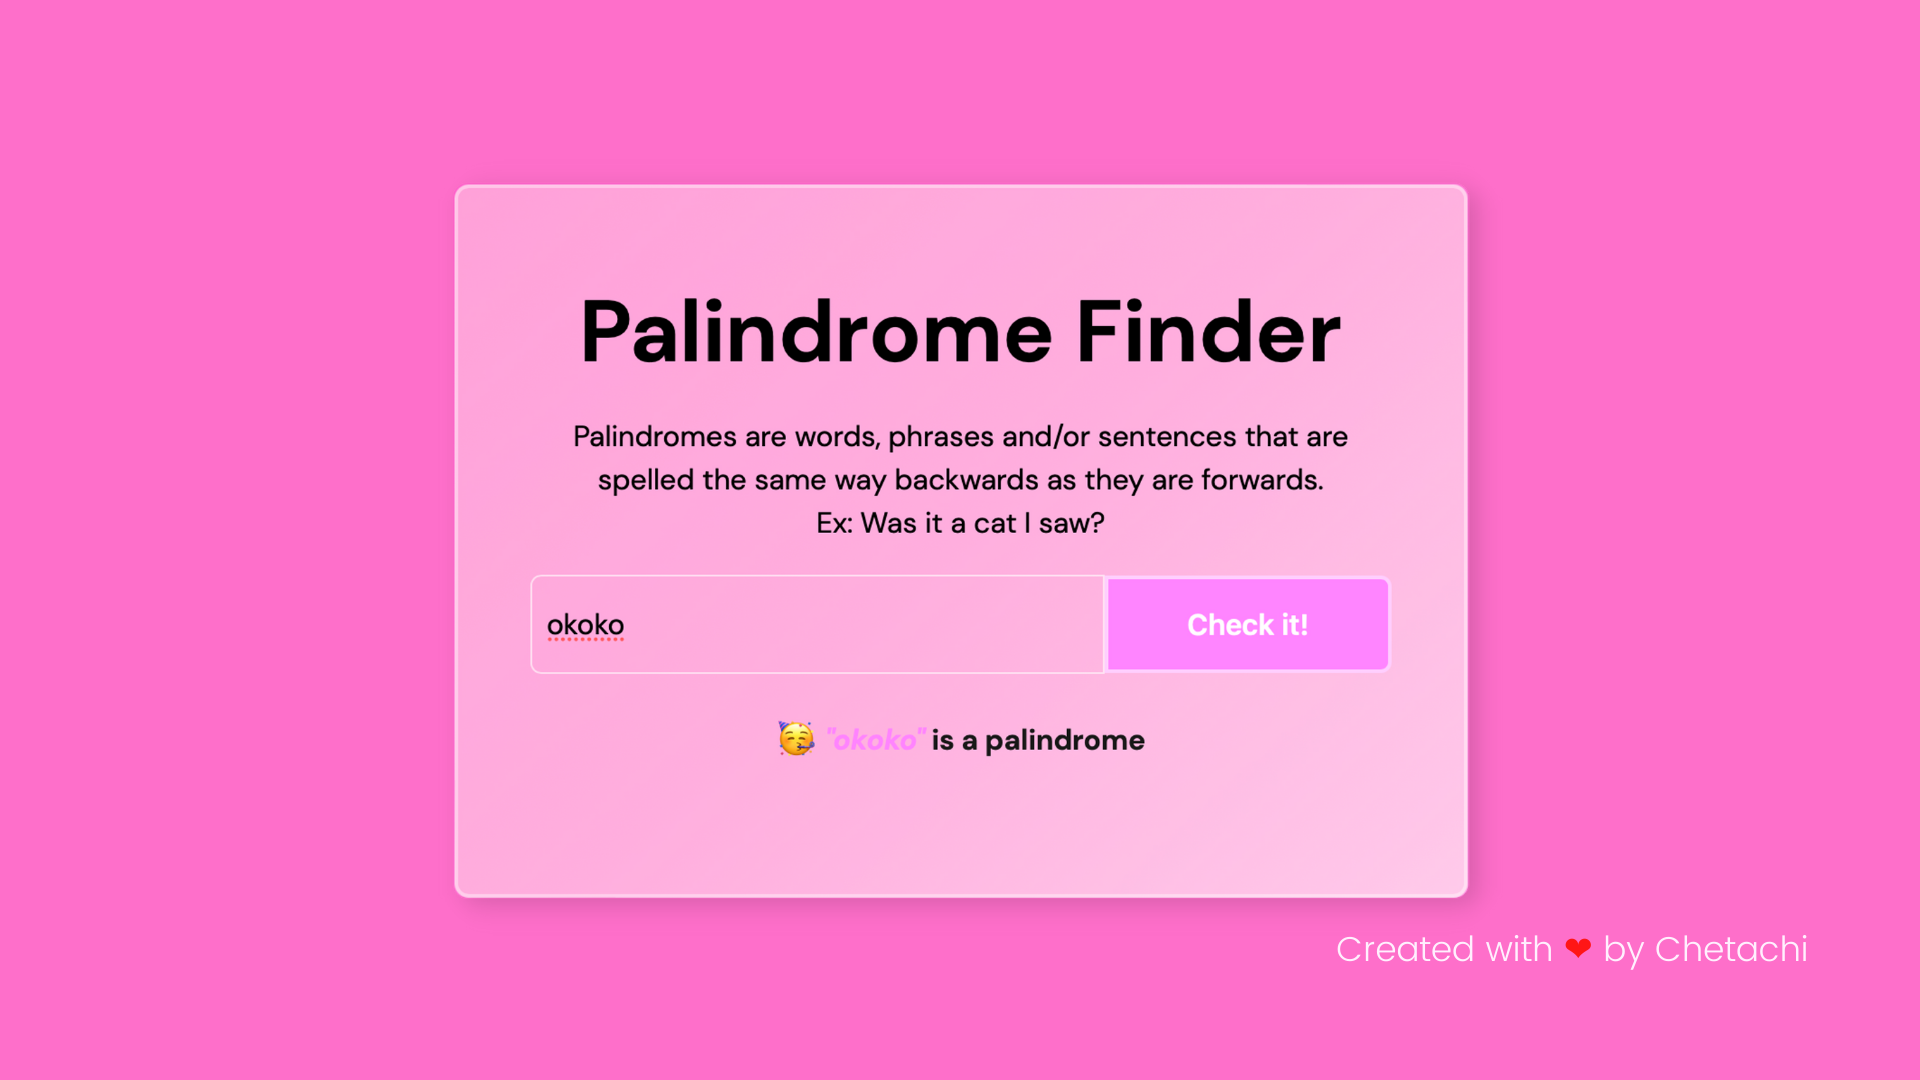 Palindrome Finder
Palindromes are words, phrases and/or sentences that are
spelled the same way backwards as they are forwards.
Ex: Was it a cat I saw?
okoko
Check it!
🥳 "okoko" is a palindrome
Created with ❤ by Chetachi